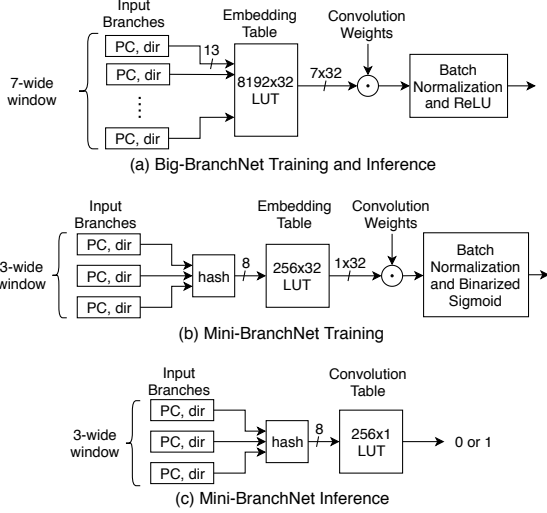 Input
Branches
Embedding
Table
Convolution
Weights
7-wide
window
PC, dir
PC, dir
PC, dir
13
8192x32
LUT
7x32
Batch
Normalization
and ReLU
(a) Big-BranchNet Training and Inference
Input
Branches
Embedding
Table
Convolution
Weights
3-wide
window
PC, dir
PC, dir
PC, dir
hash
8
256x32
LUT
1x32
Batch
Normalization
and Binarized
Sigmoid
(b) Mini-BranchNet Training
Input
Branches
Convolution
Table
3-wide
window
PC, dir
PC, dir
PC, dir
hash
8
256x1
LUT
0 or 1
(c) Mini-BranchNet Inference